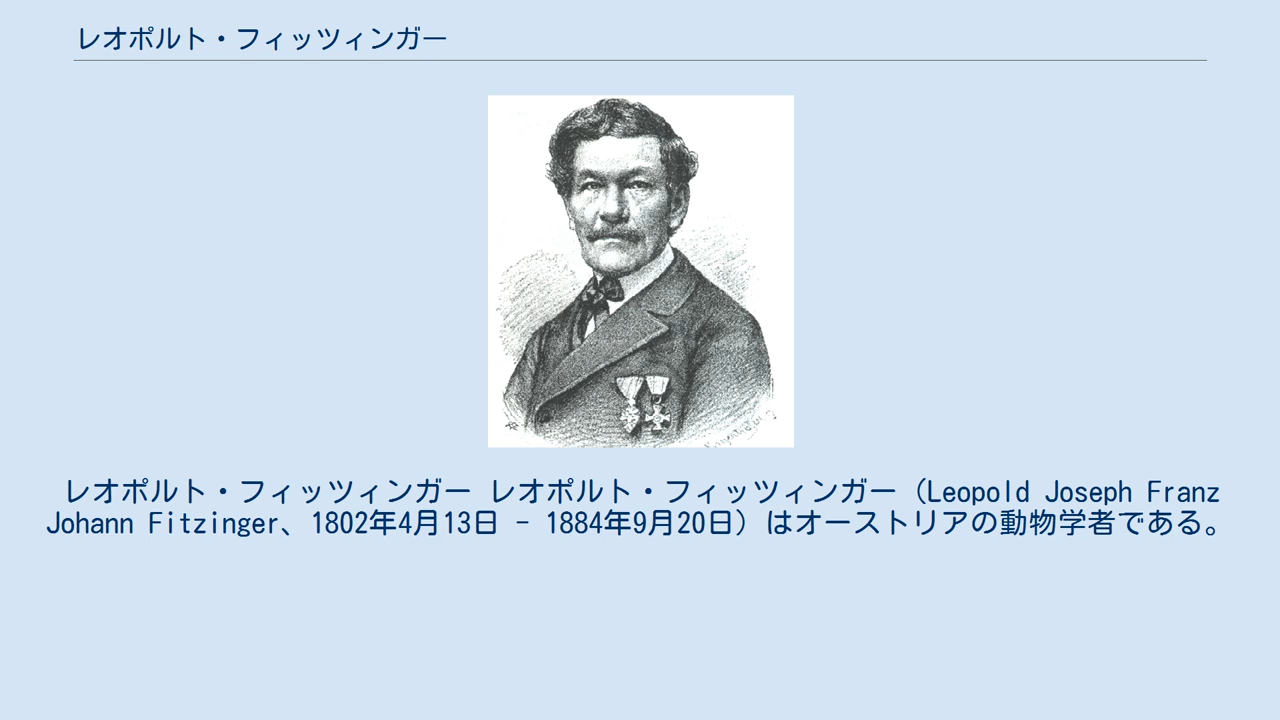 レオポルト・フィッツィンガー
レオポルト・フィッツィンガー レオポルト・フィッツィンガー（Leopold Joseph Franz
Johann Fitzinger、1802年4月13日 - 1884年9月20日）はオーストリアの動物学者である。